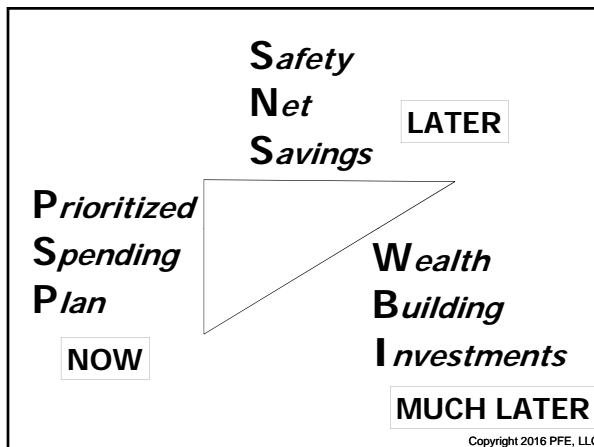 Safety
Net
Savings
LATER
Prioritized
Spending
Plan
NOW
Wealth
Building
Investments
MUCH LATER
Copyright 2016 PFE, LLC